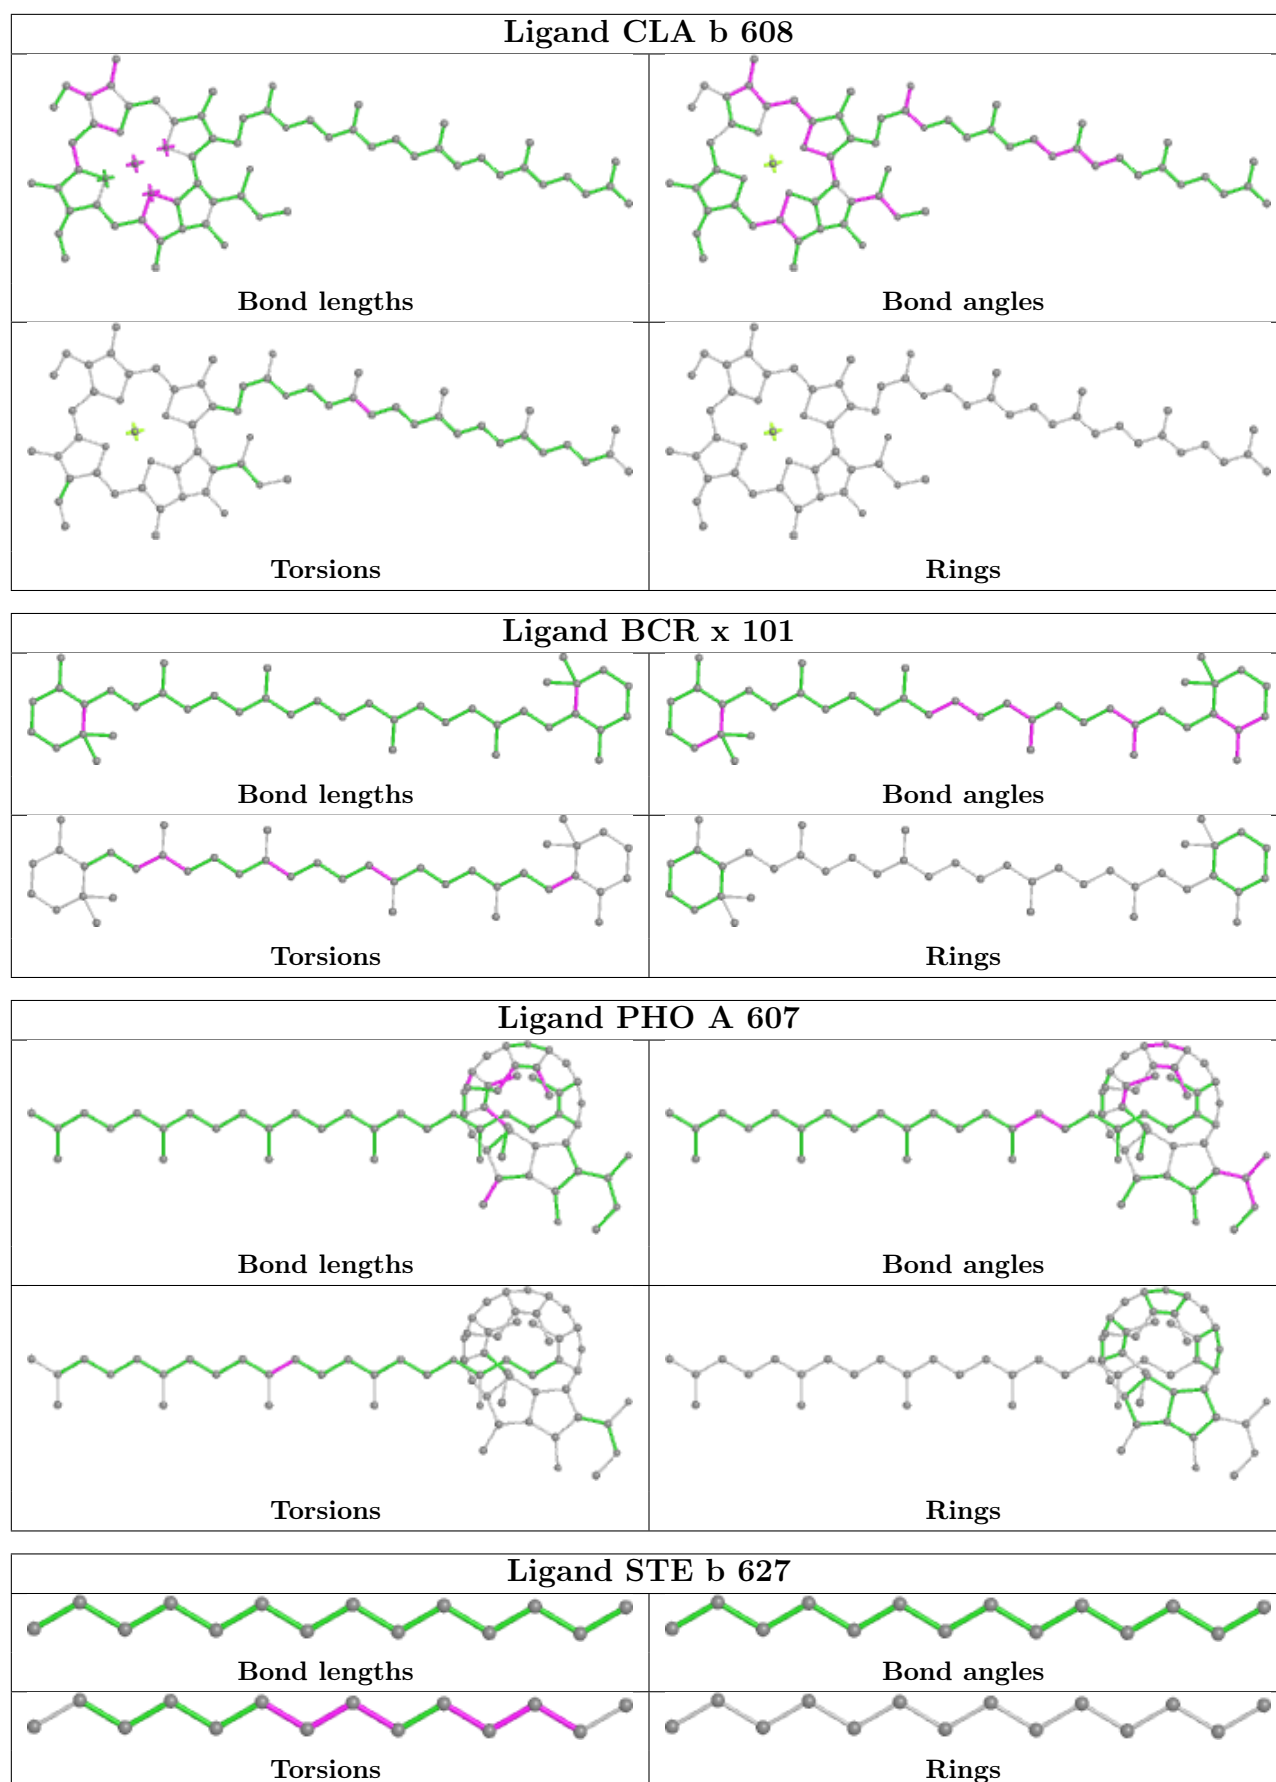 Ligand CLA b 608
Bond lengths
Bond angles
Torsions
Rings
Ligand BCR x 101
Bond lengths
Bond angles
Torsions
Rings
Ligand PHO A 607
Bond lengths
Bond angles
Torsions
Rings
Ligand STE b 627
Bond lengths
Bond angles
Torsions
Rings